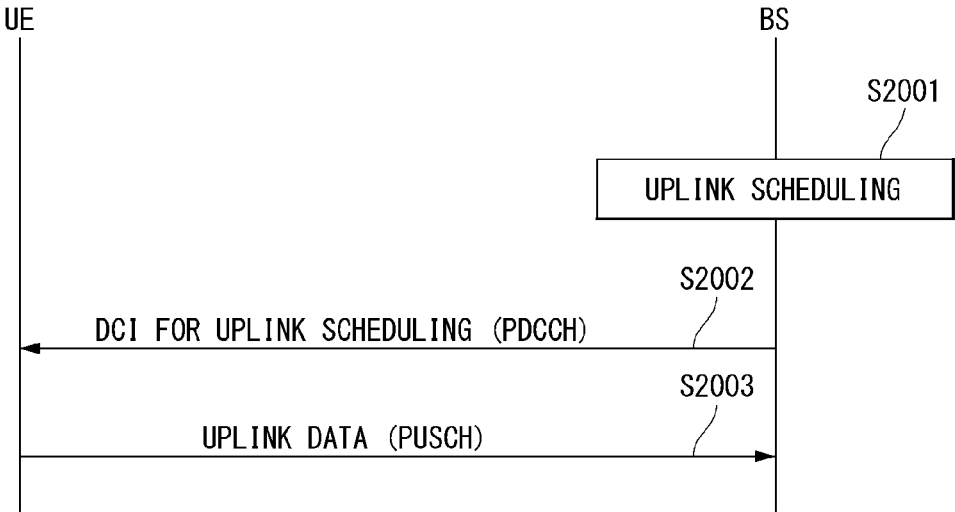 UE
BS
S2001
UPLINK SCHEDULING
S2002
DCI FOR UPLINK SCHEDULING (PDCCH)
S2003
UPLINK DATA (PUSCH)